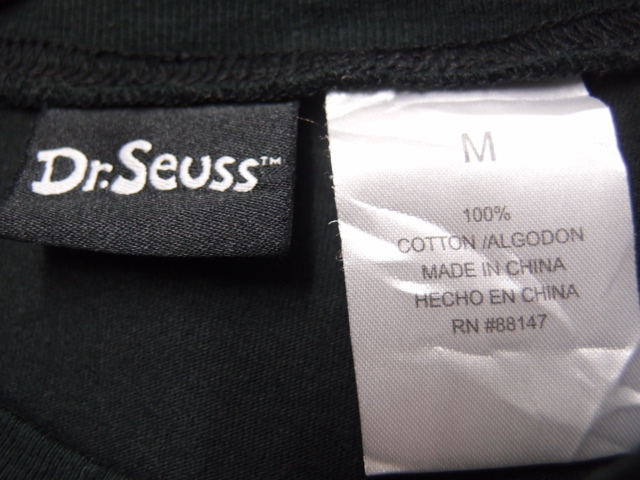 Dr. Seuss™
M
100%
COTTON /ALGODON
MADE IN CHINA
HECHO EN CHINA
RN #88147